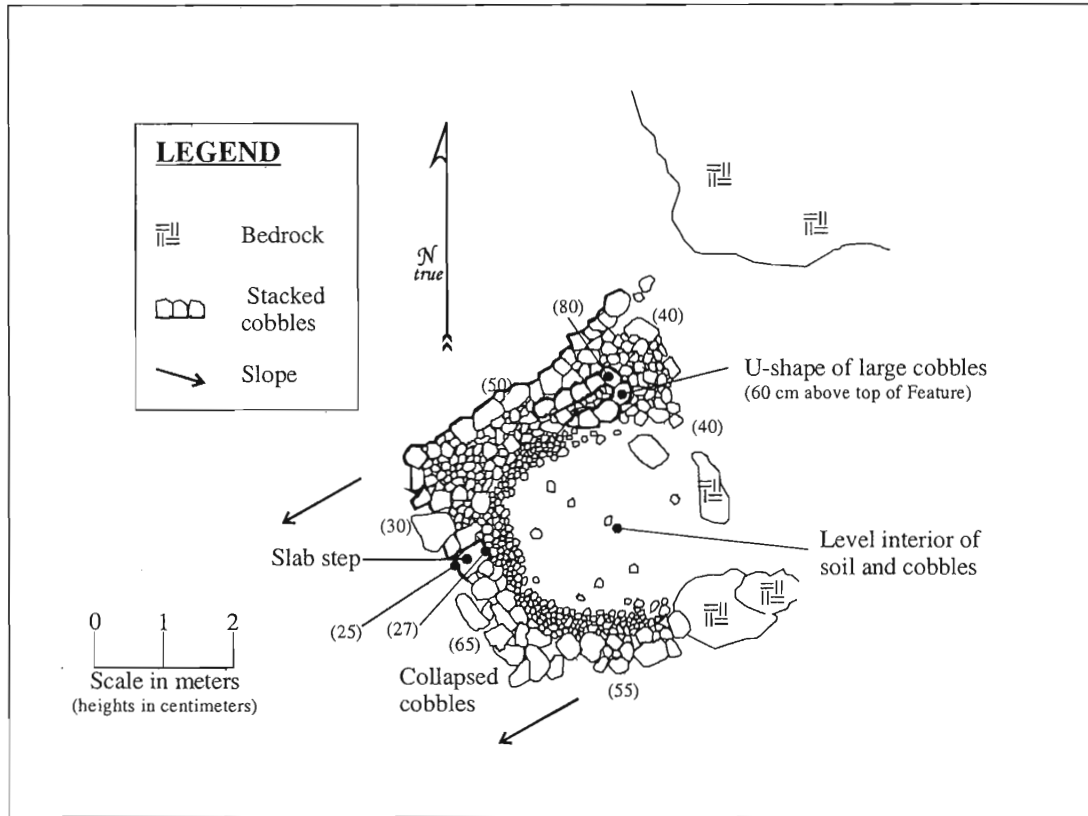 LEGEND
Bedrock
Stacked
cobbles
Slope
N
true
(80)
(40)
U-shape of large cobbles
(60 cm above top of Feature)
(50)
(40)
(30)
Slab step
Level interior of
soil and cobbles
(25)
(27)
(65)
Collapsed
cobbles
(55)
0 1 2
Scale in meters
(heights in centimeters)